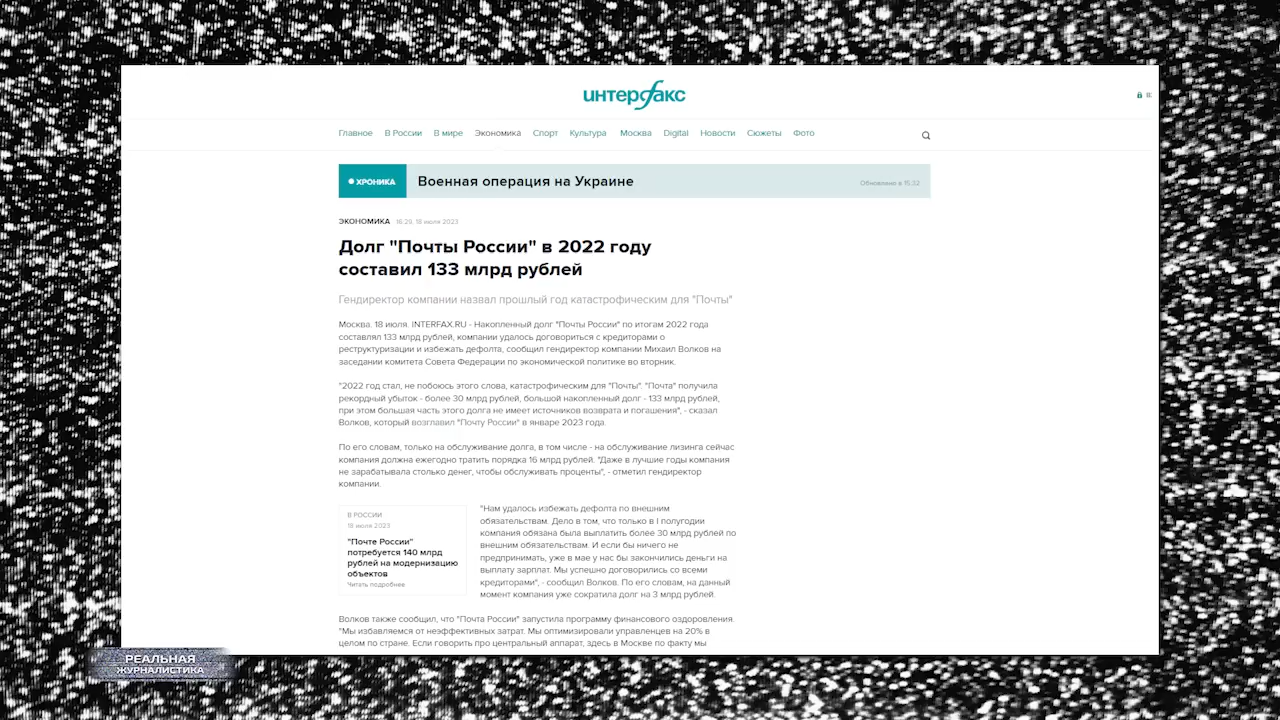 интерфакс
Главное В России В мире Экономика Спорт Культура Москва Digital Новости Сюжеты Фото
ХРОНИКА Военная операция на Украине Обновлено в 15:32
ЭКОНОМИКА 16:29, 18 июля 2023
Долг "Почты России" в 2022 году
составил 133 млрд рублей
Гендиректор компании назвал прошлый год катастрофическим для "Почты"
Москва. 18 июля. INTERFAX.RU - Накопленный долг "Почты России" по итогам 2022 года
составлял 133 млрд рублей, компании удалось договориться с кредиторами о
реструктуризации и избежать дефолта, сообщил гендиректор компании Михаил Волков на
заседании комитета Совета Федерации по экономической политике во вторник.
"2022 год стал, не побоюсь этого слова, катастрофическим для "Почты". "Почта" получила
рекордный убыток - более 30 млрд рублей, большой накопленный долг - 133 млрд рублей,
при этом большая часть этого долга не имеет источников возврата и погашения", - сказал
Волков, который возглавил "Почту России" в январе 2023 года.
По его словам, только на обслуживание долга, в том числе - на обслуживание лизинга сейчас
компания должна ежегодно тратить порядка 16 млрд рублей. "Даже в лучшие годы компания
не зарабатывала столько денег, чтобы обслуживать проценты", - отметил гендиректор
компании.
В РОССИИ
18 июля 2023
"Почте России"
потребуется 140 млрд
рублей на модернизацию
объектов
Читать подробнее
"Нам удалось избежать дефолта по внешним
обязательствам. Дело в том, что только в I полугодии
компания обязана была выплатить более 30 млрд рублей по
внешним обязательствам. И если бы ничего не
предпринимать, уже в мае у нас бы закончились деньги на
выплату зарплат. Мы успешно договорились со всеми
кредиторами", - сообщил Волков. По его словам, на данный
момент компания уже сократила долг на 3 млрд рублей.
Волков также сообщил, что "Почта России" запустила программу финансового оздоровления.
"Мы избавляемся от неэффективных затрат. Мы оптимизировали управленцев на 20% в
целом по стране. Если говорить про центральный аппарат, здесь в Москве по факту мы
РЕАЛЬНАЯ
ЖУРНАЛИСТИКА